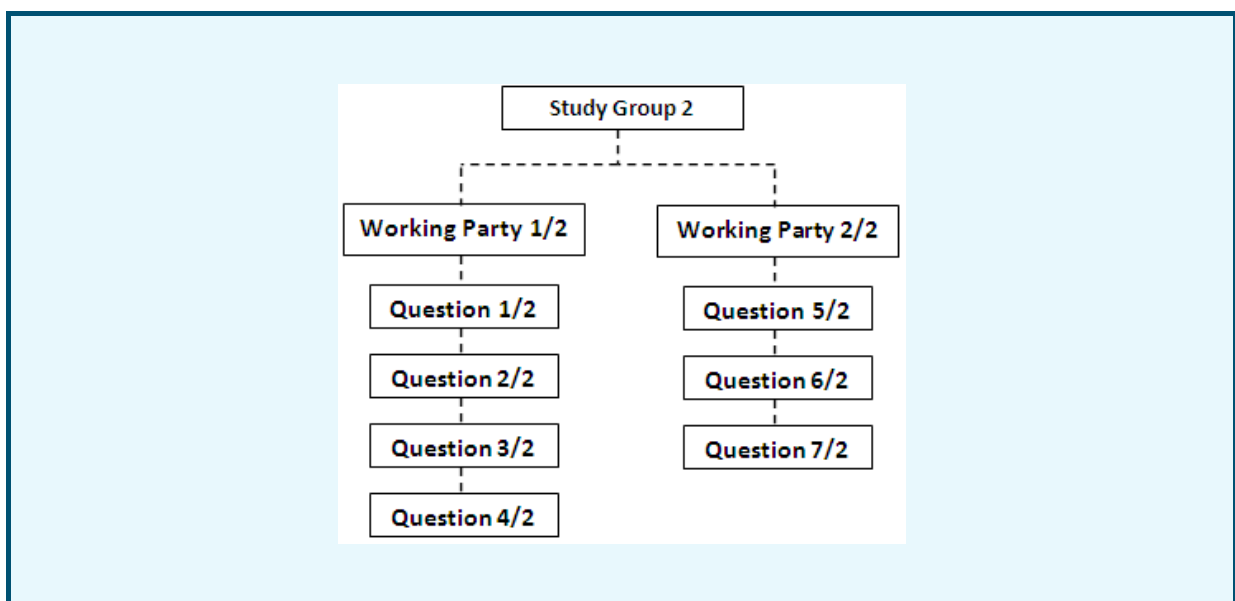 Study Group 2
Working Party 1/2
Working Party 2/2
Question 1/2
Question 5/2
Question 2/2
Question 6/2
Question 3/2
Question 7/2
Question 4/2